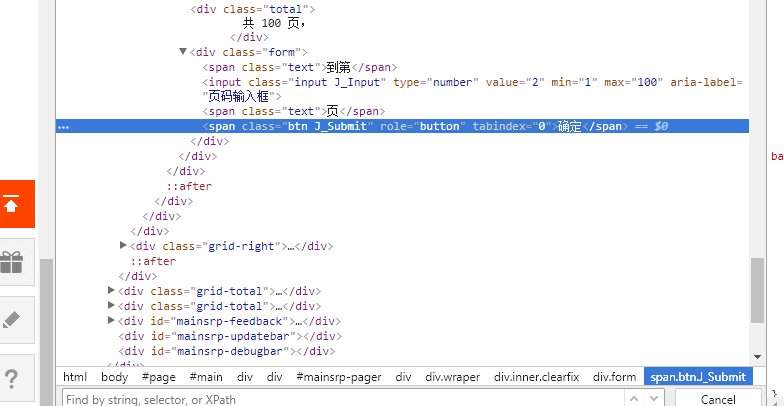 <div class="total">
共 100 页,
</div>
▼<div class="form">
<span class="text">到第</span>
<input class="input J_Input" type="number" value="2" min="1" max="100" aria-label=
"页码输入框">
<span class="text">页</span>
… <span class="btn J_Submit" role="button" tabindex="0">确定</span> == $0
</div>
</div>
</div>
::after
</div>
</div>
</div>
▶<div class="grid-right">…</div>
::after
</div>
▶<div class="grid-total">…</div>
▶<div class="grid-total">…</div>
▶<div id="mainsrp-feedback">…</div>
<div id="mainsrp-updatebar"></div>
<div id="mainsrp-debugbar"></div>
</div>
html body #page #main div div #mainsrp-pager div div.wraper div.inner.clearfix div.form span.btn.J_Submit
Find by string, selector, or XPath Cancel
ba
}
?